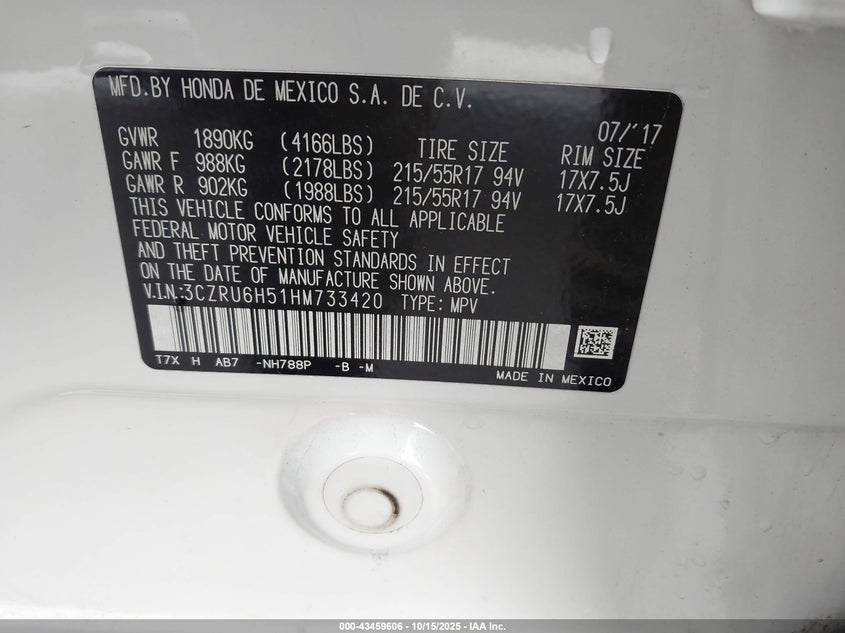 MFD.BY HONDA DE MEXICO S.A. DE C.V.
07/'17
GVWR 1890KG (4166LBS) TIRE SIZE RIM SIZE
GAWR F 988KG (2178LBS) 215/55R17 94V 17X7.5J
GAWR R 902KG (1988LBS) 215/55R17 94V 17X7.5J
THIS VEHICLE CONFORMS TO ALL APPLICABLE
FEDERAL MOTOR VEHICLE SAFETY
AND THEFT PREVENTION STANDARDS IN EFFECT
ON THE DATE OF MANUFACTURE SHOWN ABOVE.
V.I.N:3CZRU6H51HM733420 TYPE: MPV
T7X H AB7 -NH788P -B -M
MADE IN MEXICO
000-43459606 - 10/15/2025 - IAA Inc.